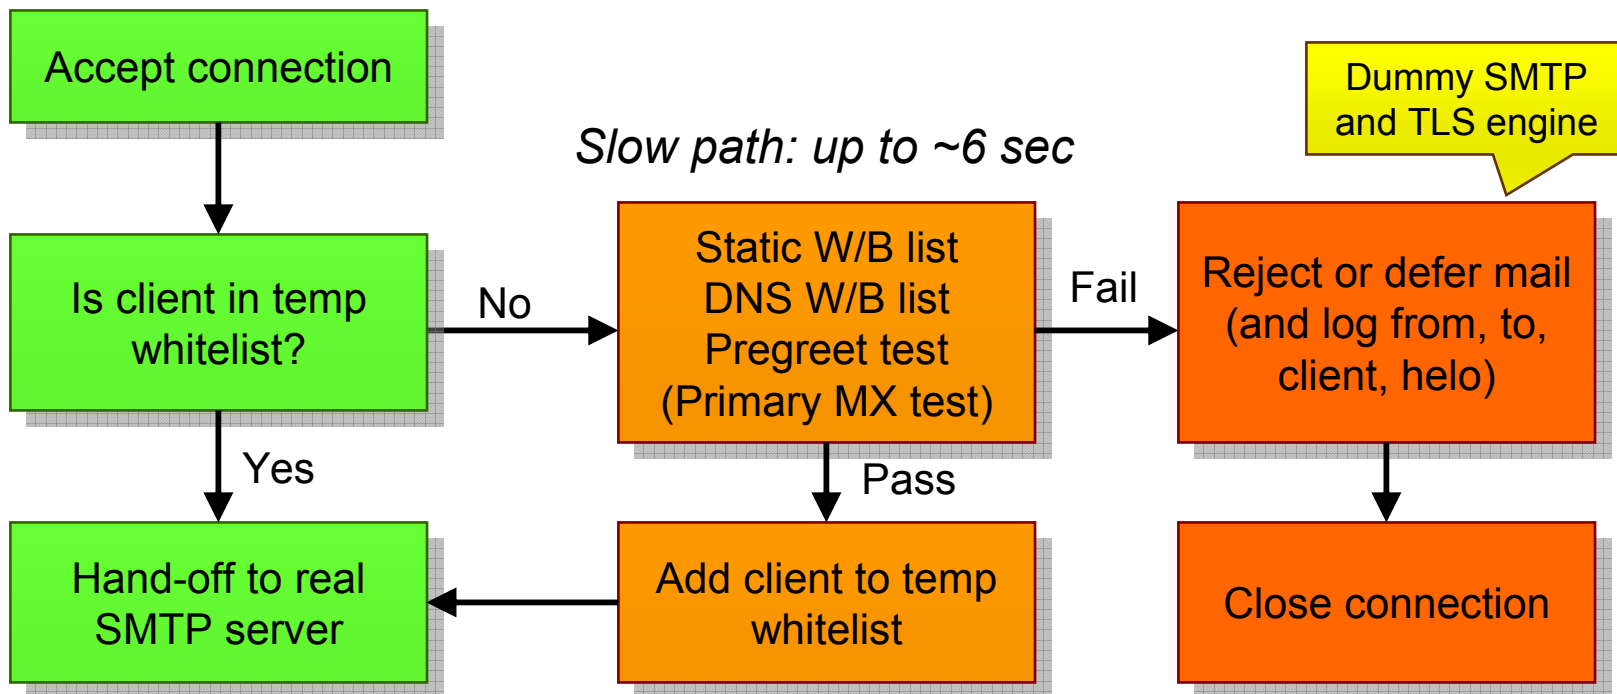 Accept connection
Dummy SMTP
and TLS engine
Slow path: up to ~6 sec
Is client in temp
whitelist?
No
Static W/B list
DNS W/B list
Pregreet test
(Primary MX test)
Fail
Reject or defer mail
(and log from, to,
client, helo)
Yes
Pass
Hand-off to real
SMTP server
Add client to temp
whitelist
Close connection